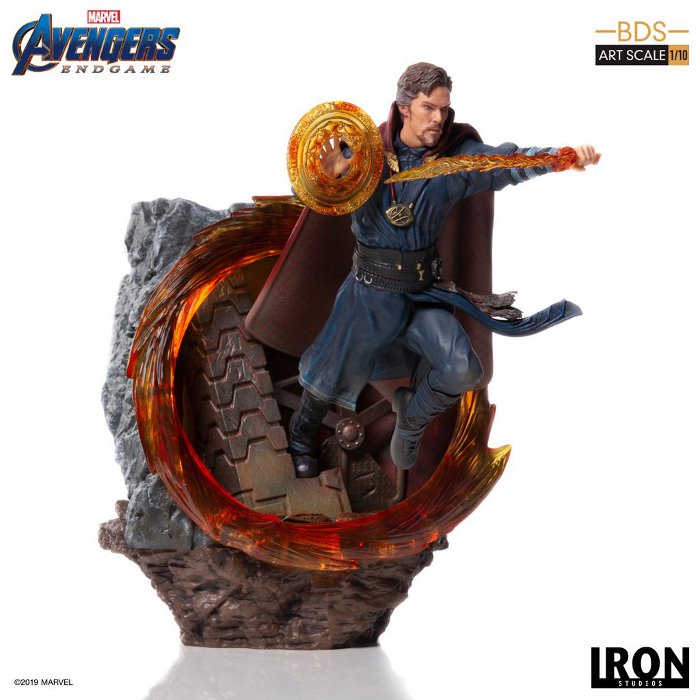 MARVEL
AVENGERS
ENDGAME
BDS
ART SCALE 1/10
©2019 MARVEL
IRON
STUDIOS